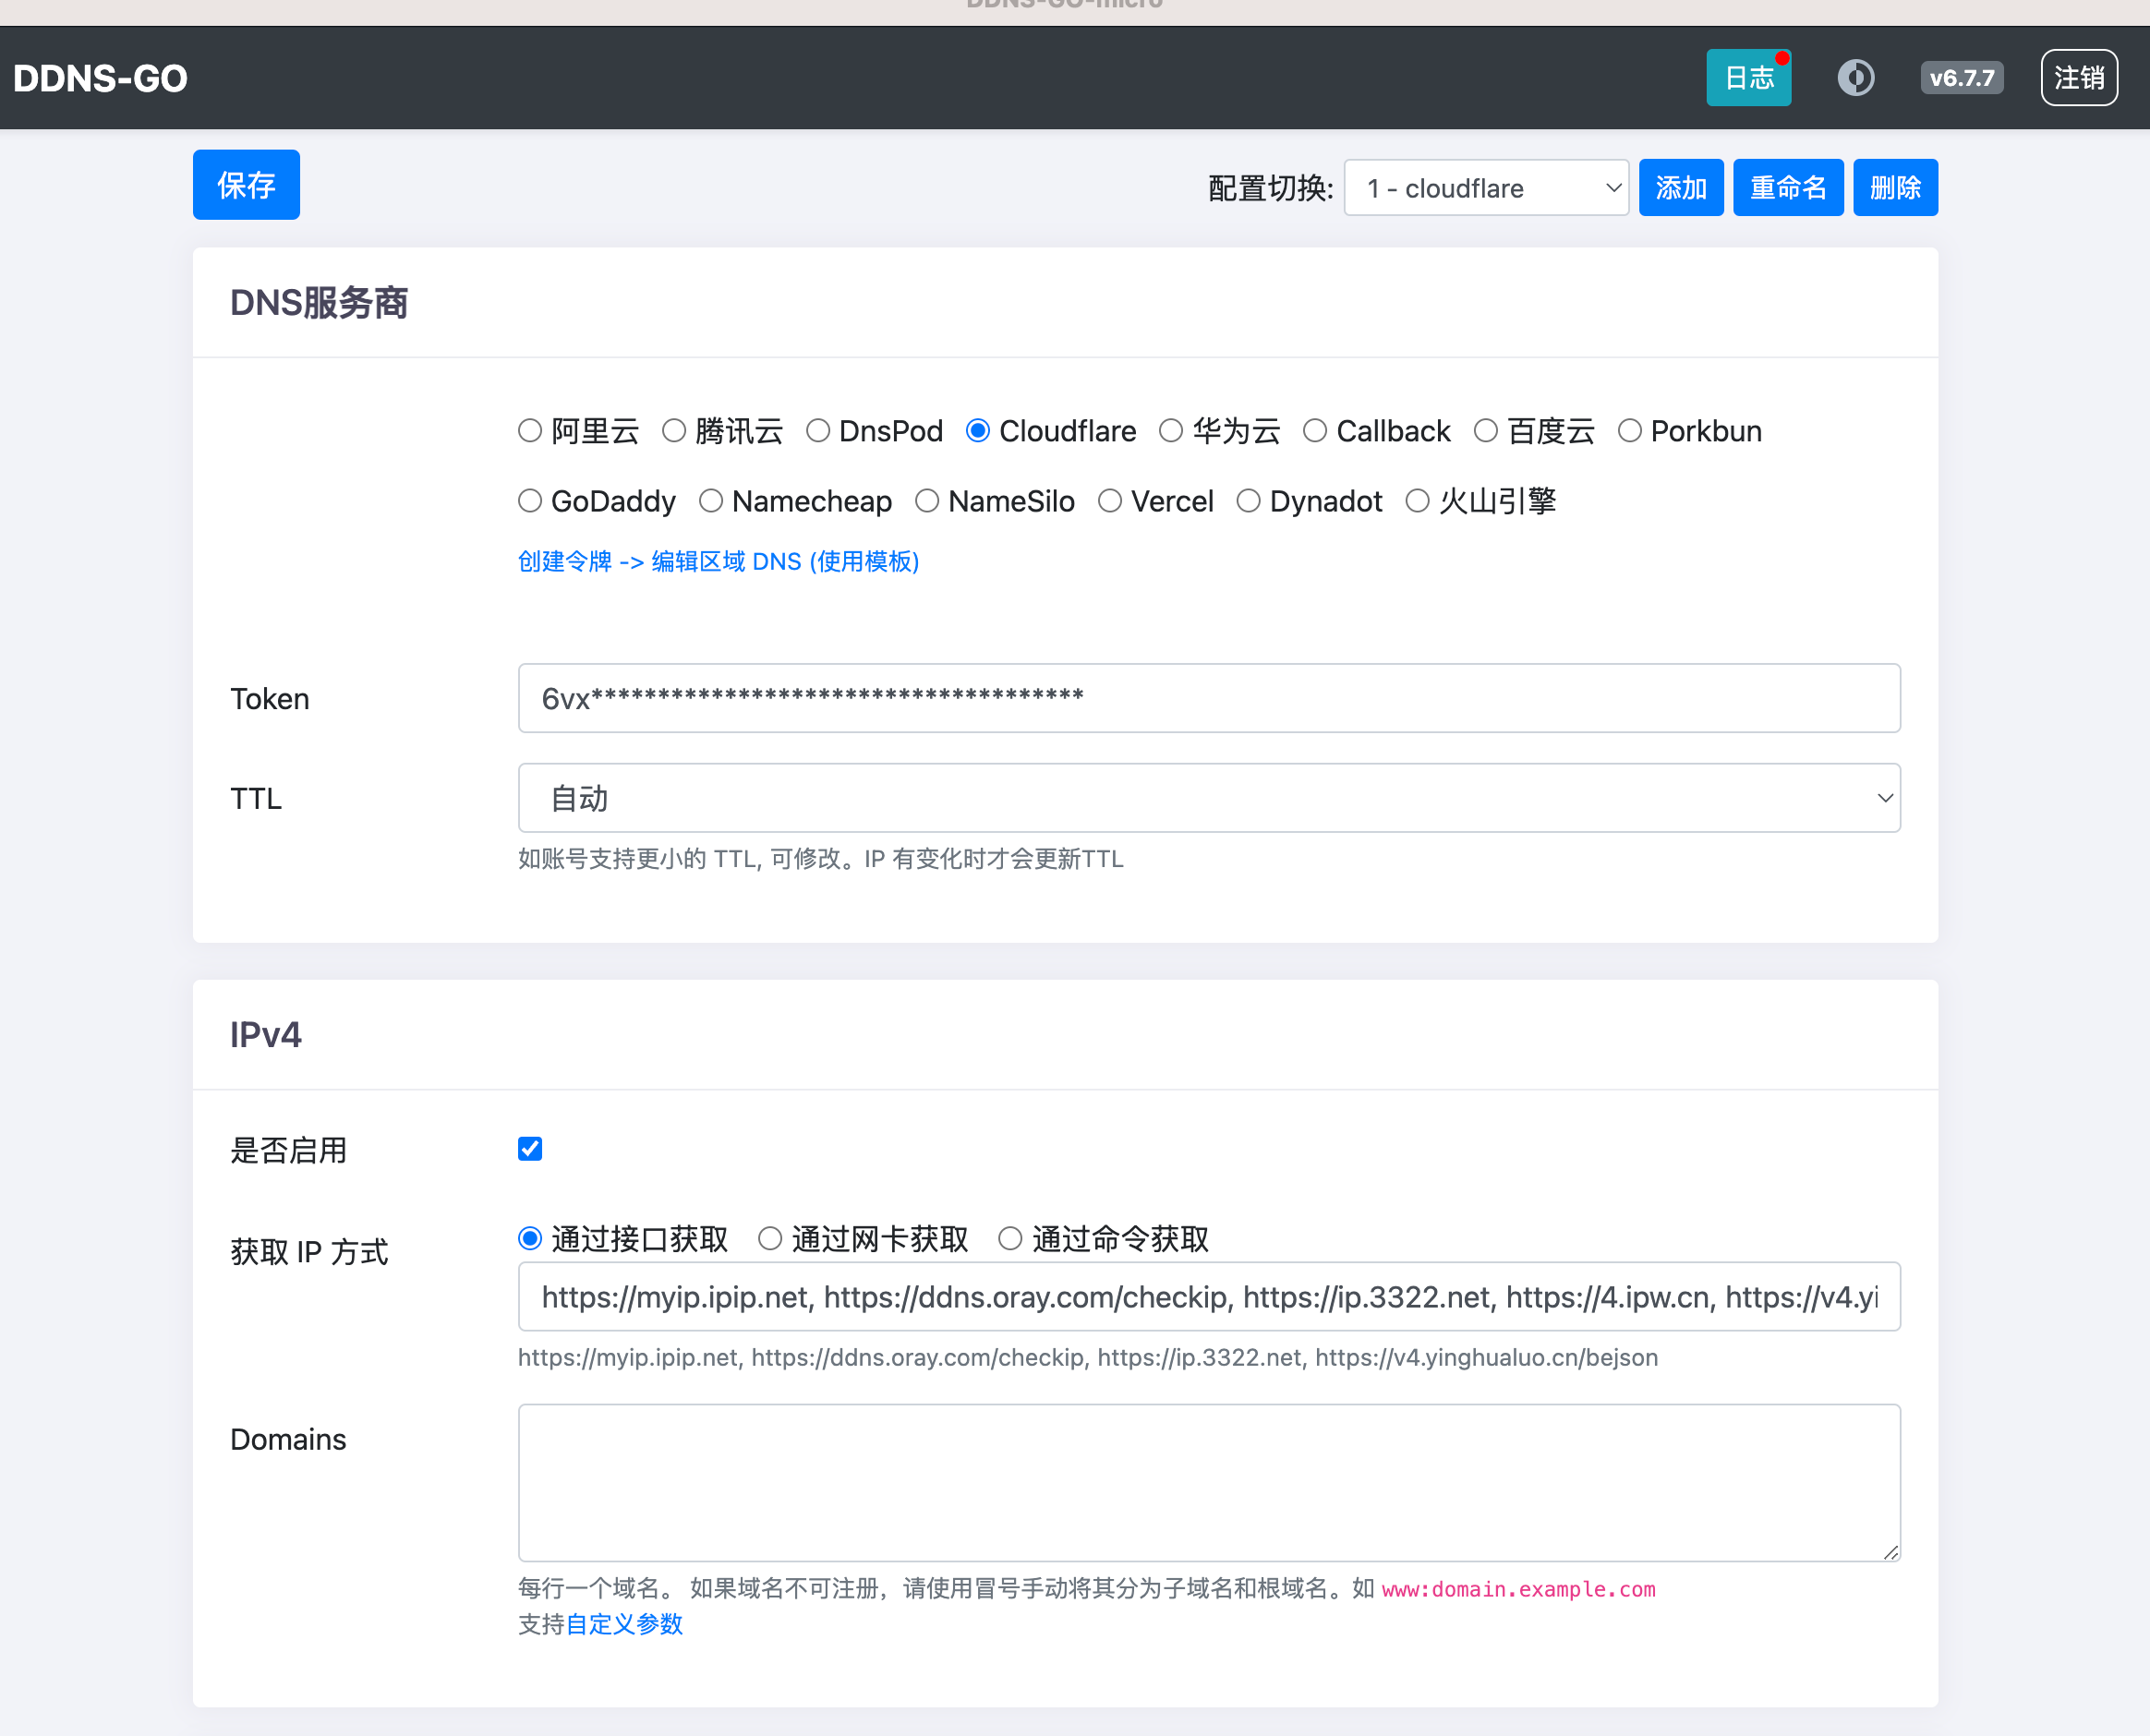 DDNS-GO-micro
DDNS-GO 日志 v6.7.7 注销
保存 配置切换: 1 - cloudflare 添加 重命名 删除
DNS服务商
阿里云 腾讯云 DnsPod Cloudflare 华为云 Callback 百度云 Porkbun
GoDaddy Namecheap NameSilo Vercel Dynadot 火山引擎
创建令牌 -> 编辑区域 DNS (使用模板)
Token 6vx*************************************
TTL 自动
如账号支持更小的 TTL, 可修改。IP 有变化时才会更新TTL
IPv4
是否启用
获取 IP 方式 通过接口获取 通过网卡获取 通过命令获取
https://myip.ipip.net, https://ddns.oray.com/checkip, https://ip.3322.net, https://4.ipw.cn, https://v4.yi
https://myip.ipip.net, https://ddns.oray.com/checkip, https://ip.3322.net, https://v4.yinghualuo.cn/bejson
Domains
每行一个域名。 如果域名不可注册，请使用冒号手动将其分为子域名和根域名。如 www:domain.example.com
支持自定义参数